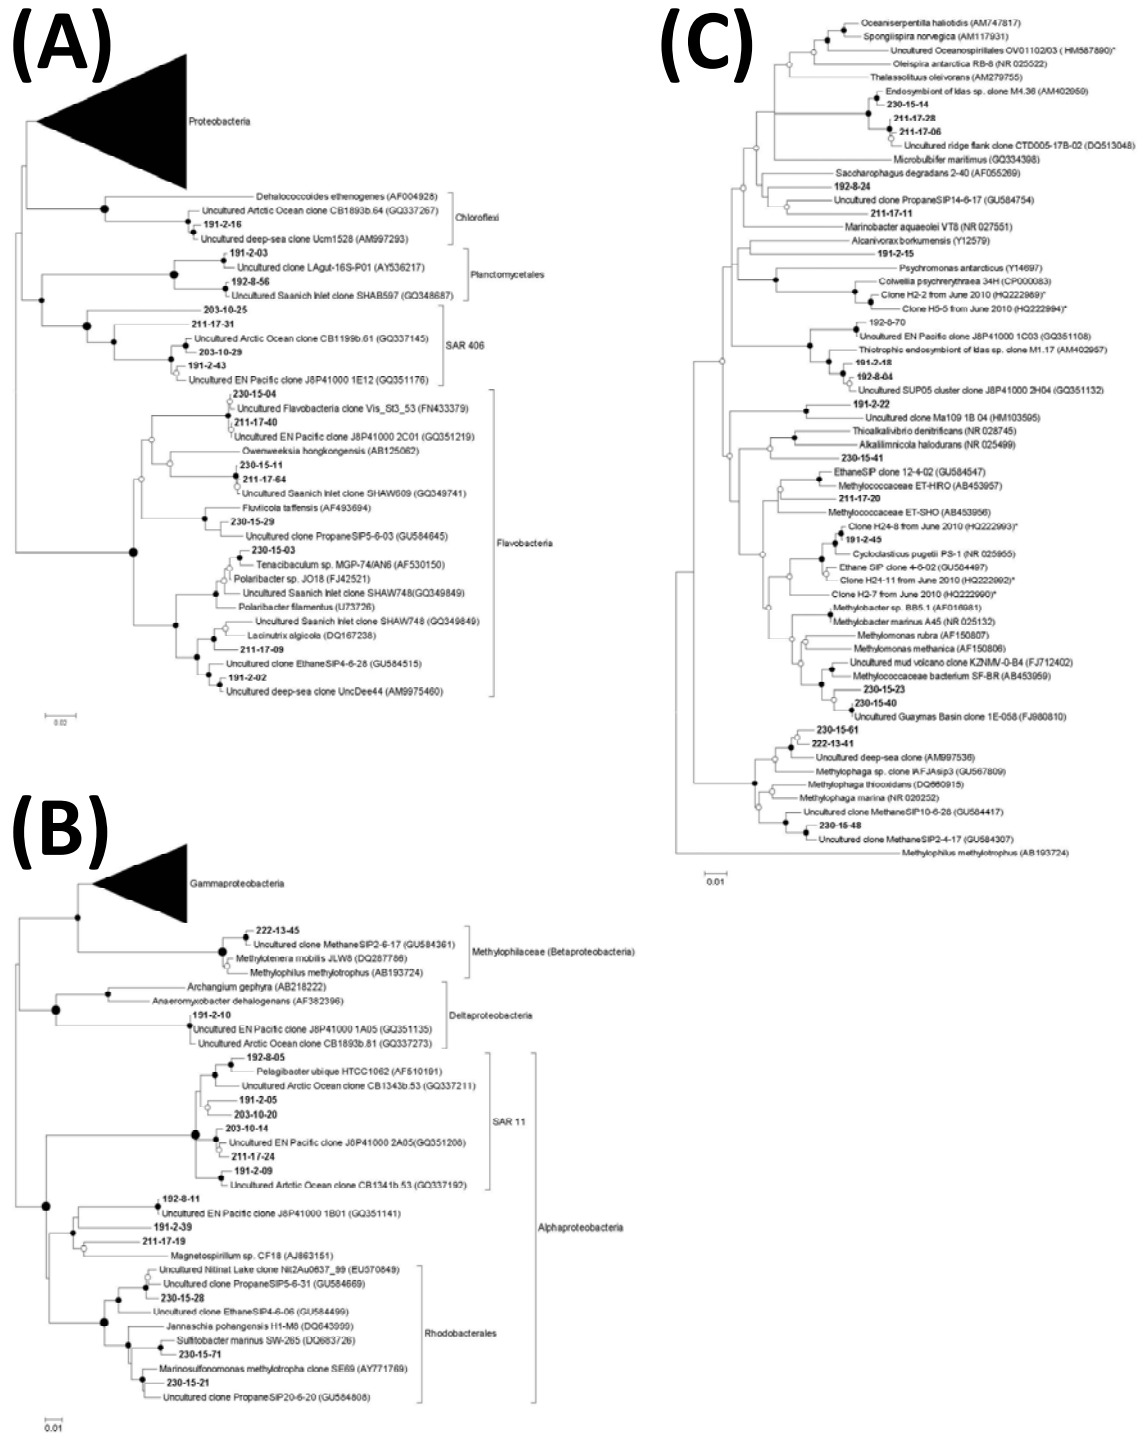 (A)
Proteobacteria
Dehalococcoides ethenogenes (AF004928)
Uncultured Arctic Ocean clone CB1893b.64 (GQ337267)
191-2-16
Uncultured deep-sea clone Ucm1528 (AM997293)
Chloroflexi
191-2-03
Uncultured clone LAgut-16S-P01 (AY536217)
192-8-56
Uncultured Saanich Inlet clone SHAB597 (GQ348687)
Planctomycetales
203-10-25
211-17-31
Uncultured Arctic Ocean clone CB1199b.61 (GQ337145)
203-10-29
191-2-43
Uncultured EN Pacific clone J8P41000 1E12 (GQ351176)
SAR 406
230-15-04
Uncultured Flavobacteria clone Vis_St3_53 (FN433379)
211-17-40
Uncultured EN Pacific clone J8P41000 2C01 (GQ351219)
Owenweeksia hongkongensis (AB125062)
230-15-11
211-17-64
Uncultured Saanich Inlet clone SHAW609 (GQ349741)
Fluviicola taffensis (AF493694)
230-15-29
Uncultured clone PropaneSIP5-6-03 (GU584645)
230-15-03
Tenacibaculum sp. MGP-74/AN6 (AF530150)
Polaribacter sp. JO18 (FJ42521)
Uncultured Saanich Inlet clone SHAW748(GQ349849)
Polaribacter filamentus (U73726)
Uncultured Saanich Inlet clone SHAW748 (GQ349849)
Lacinutrix algicola (DQ167238)
211-17-09
Uncultured clone EthaneSIP4-6-28 (GU584515)
191-2-02
Uncultured deep-sea clone UncDee44 (AM9975460)
Flavobacteria
0.02
(B)
Gammaproteobacteria
222-13-45
Uncultured clone MethaneSIP2-6-17 (GU584361)
Methylotenera mobilis JLW8 (DQ287786)
Methylophilus methylotrophus (AB193724)
Methylophilaceae (Betaproteobacteria)
Archangium gephyra (AB218222)
Anaeromyxobacter dehalogenans (AF382396)
191-2-10
Uncultured EN Pacific clone J8P41000 1A05 (GQ351135)
Uncultured Arctic Ocean clone CB1893b.81 (GQ337273)
Deltaproteobacteria
192-8-05
Pelagibacter ubique HTCC1062 (AF510191)
Uncultured Arctic Ocean clone CB1343b.53 (GQ337211)
191-2-05
203-10-20
203-10-14
Uncultured EN Pacific clone J8P41000 2A05(GQ351208)
211-17-24
191-2-09
Uncultured Arctic Ocean clone CB1341b.53 (GQ337192)
SAR 11
192-8-11
Uncultured EN Pacific clone J8P41000 1B01 (GQ351141)
191-2-39
211-17-19
Magnetospirillum sp. CF18 (AJ863151)
Uncultured Nitinat Lake clone Nit2Au0637_99 (EU570849)
Uncultured clone PropaneSIP5-6-31 (GU584669)
230-15-28
Uncultured clone EthaneSIP4-6-06 (GU584499)
Jannaschia pohangensis H1-M8 (DQ643999)
Sulfitobacter marinus SW-265 (DQ683726)
230-15-71
Marinosulfonomonas methylotropha clone SE69 (AY771769)
230-15-21
Uncultured clone PropaneSIP20-6-20 (GU584808)
Rhodobacterales
Alphaproteobacteria
0.01
(C)
Oceaniserpentilla haliotidis (AM747817)
Spongiispira norvegica (AM117931)
Uncultured Oceanospirillales OV01102/03 ( HM587890)*
Oleispira antarctica RB-8 (NR 025522)
Thalassolituus oleivorans (AM279755)
Endosymbiont of Idas sp. clone M4.36 (AM402959)
230-15-14
211-17-28
211-17-06
Uncultured ridge flank clone CTD005-17B-02 (DQ513048)
Microbulbifer maritimus (GQ334398)
Saccharophagus degradans 2-40 (AF055269)
192-8-24
Uncultured clone PropaneSIP14-6-17 (GU584754)
211-17-11
Marinobacter aquaeolei VT8 (NR 027551)
Alcanivorax borkumensis (Y12579)
191-2-15
Psychromonas antarcticus (Y14697)
Colwellia psychrerythraea 34H (CP000083)
Clone H2-2 from June 2010 (HQ222989)*
Clone H5-5 from June 2010 (HQ222994)*
192-8-70
Uncultured EN Pacific clone J8P41000 1C03 (GQ351108)
Thiotrophic endosymbiont of Idas sp. clone M1.17 (AM402957)
191-2-18
192-8-04
Uncultured SUP05 cluster clone J8P41000 2H04 (GQ351132)
191-2-22
Uncultured clone Ma109 1B 04 (HM103595)
Thioalkalivibrio denitrificans (NR 028745)
Alkalilimnicola halodurans (NR 025499)
230-15-41
EthaneSIP clone 12-4-02 (GU584547)
Methylococcaceae ET-HIRO (AB453957)
211-17-20
Methylococcaceae ET-SHO (AB453956)
Clone H24-8 from June 2010 (HQ222993)*
191-2-45
Cycloclasticus pugetii PS-1 (NR 025955)
Ethane SIP clone 4-6-02 (GU584497)
Clone H24-11 from June 2010 (HQ222992)*
Clone H2-7 from June 2010 (HQ222990)*
Methylobacter sp. BB5.1 (AF016981)
Methylobacter marinus A45 (NR 025132)
Methylomonas rubra (AF150807)
Methylomonas methanica (AF150806)
Uncultured mud volcano clone KZNMV-0-B4 (FJ712402)
Methylococcaceae bacterium SF-BR (AB453959)
230-15-23
230-15-40
Uncultured Guaymas Basin clone 1E-058 (FJ980810)
230-15-61
222-13-41
Uncultured deep-sea clone (AM997536)
Methylophaga sp. clone IAFJAsip3 (GU567809)
Methylophaga thiooxidans (DQ660915)
Methylophaga marina (NR 026252)
Uncultured clone MethaneSIP10-6-28 (GU584417)
230-15-48
Uncultured clone MethaneSIP2-4-17 (GU584307)
Methylophilus methylotrophus (AB193724)
0.01